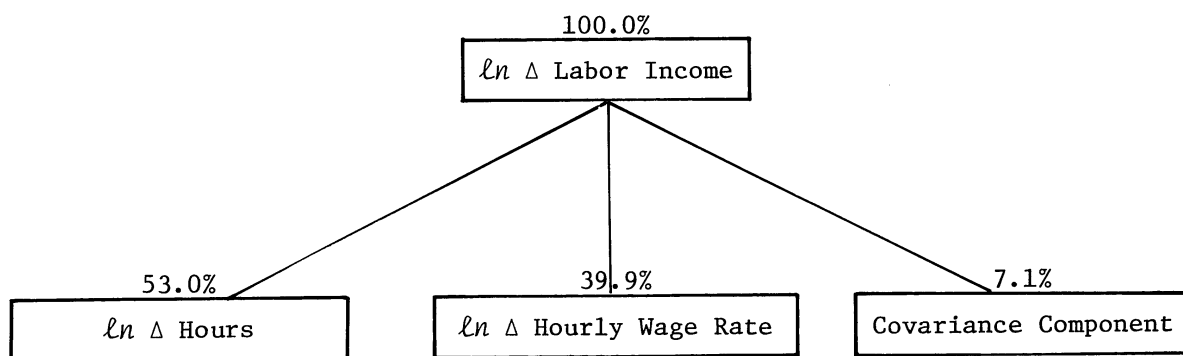 100.0%
ℓn Δ Labor Income
53.0% 39.9% 7.1%
ℓn Δ Hours ℓn Δ Hourly Wage Rate Covariance Component